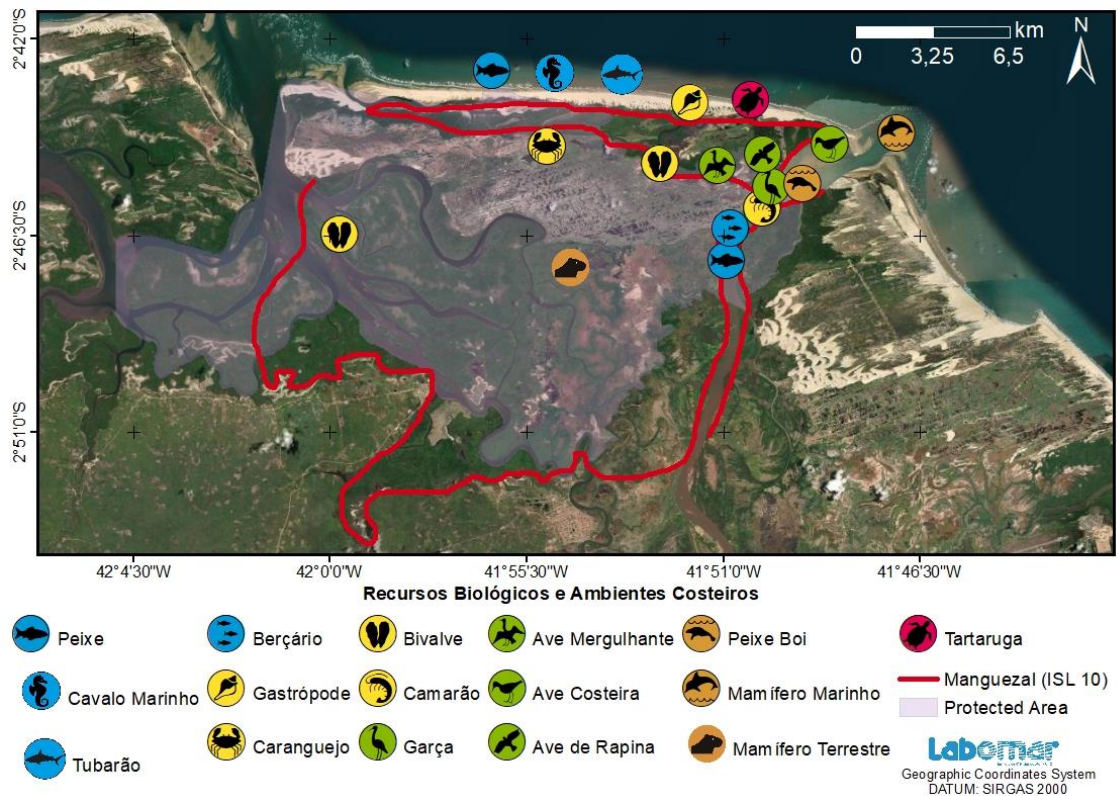 2°42'0"S
2°46'30"S
2°51'0"S
km
0 3,25 6,5
N
42°4'30"W 42°0'0"W 41°55'30"W 41°51'0"W 41°46'30"W
Recursos Biológicos e Ambientes Costeiros
Peixe Berçário Bivalve Ave Mergulhante Peixe Boi Tartaruga
Cavalo Marinho Gastrópode Camarão Ave Costeira Mamífero Marinho Manguezal (ISL 10)
Protected Area
Tubarão Caranguejo Garça Ave de Rapina Mamífero Terrestre
Labomar
Geographic Coordinates System
DATUM: SIRGAS 2000